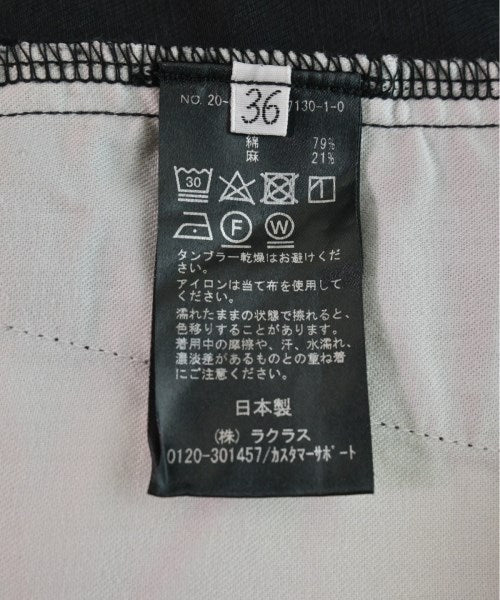 NO. 20- 7130-1-0
36
綿 79%
麻 21%
30
F W
タンブラー乾燥はお避けくだ
さい。
アイロンは当て布を使用して
ください。
濡れたままの状態で擦れると、
色移りすることがあります。
着用中の摩擦や、汗、水濡れ、
濃淡差があるものとの重ね着
にご注意ください。
日本製
(株) ラクラス
0120-301457/カスタマーサポート